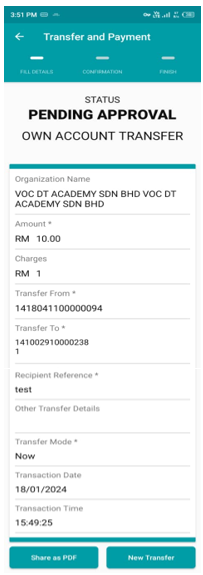 3:51 PM
Transfer and Payment
FILL DETAILS
CONFIRMATION
FINISH
STATUS
PENDING APPROVAL
OWN ACCOUNT TRANSFER
Organization Name
VOC DT ACADEMY SDN BHD VOC DT
ACADEMY SDN BHD
Amount *
RM 10.00
Charges
RM 1
Transfer From *
1418041100000094
Transfer To *
141002910000238
1
Recipient Reference *
test
Other Transfer Details
Transfer Mode *
Now
Transaction Date
18/01/2024
Transaction Time
15:49:25
Share as PDF
New Transfer